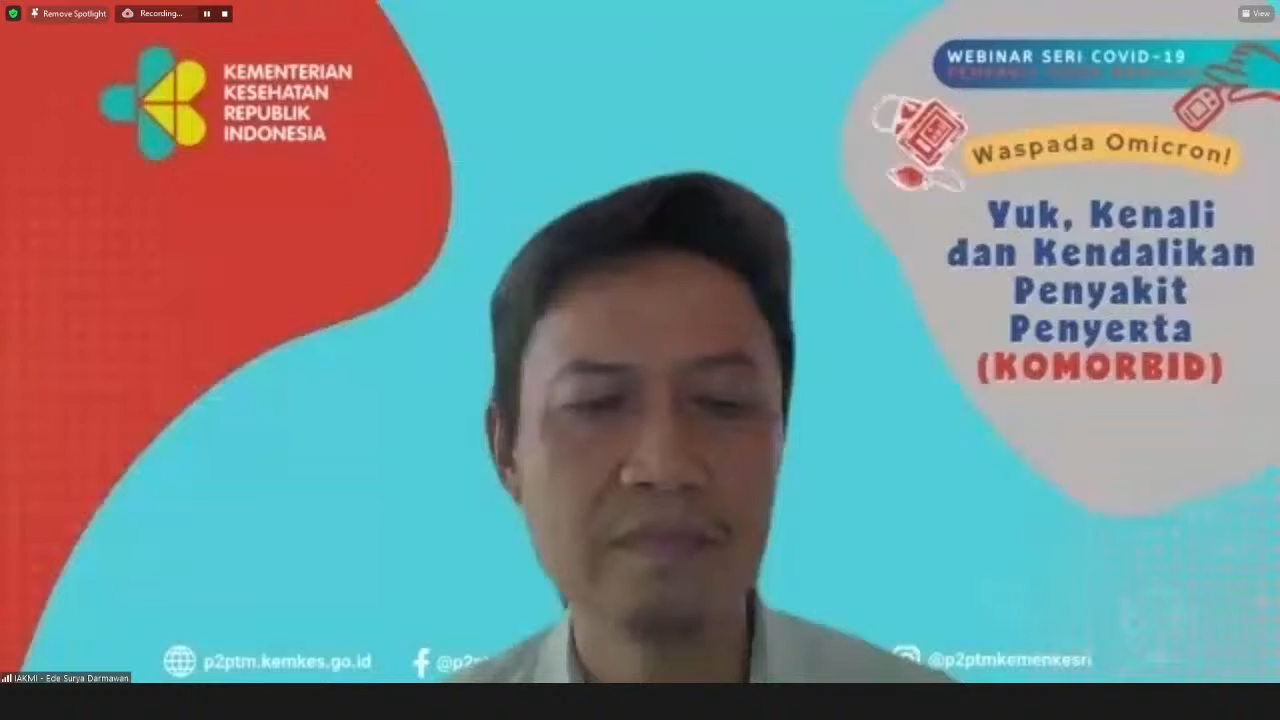 Remove Spotlight
Recording...
View
KEMENTERIAN
KESEHATAN
REPUBLIK
INDONESIA
WEBINAR SERI COVID-19
Waspada Omicron!
Yuk, Kenali
dan Kendalikan
Penyakit
Penyerta
(KOMORBID)
p2ptm.kemkes.go.id
@p2
@p2ptmkemenkesri
IAKMI - Ede Surya Darmawan